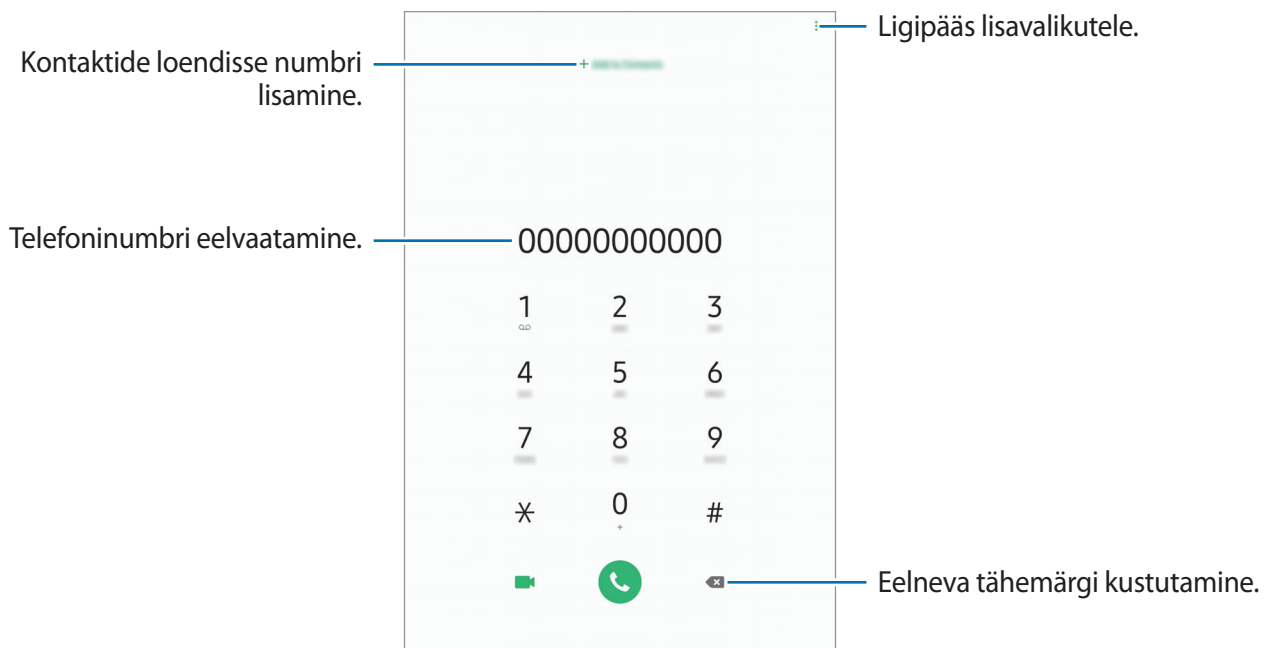 Ligipääs lisavalikutele.
Kontaktide loendisse numbri
lisamine.
+
Telefoninumbri eelvaatamine.
00000000000
1 2 3
4 5 6
7 8 9
* 0 #
+
Eelneva tähemärgi kustutamine.